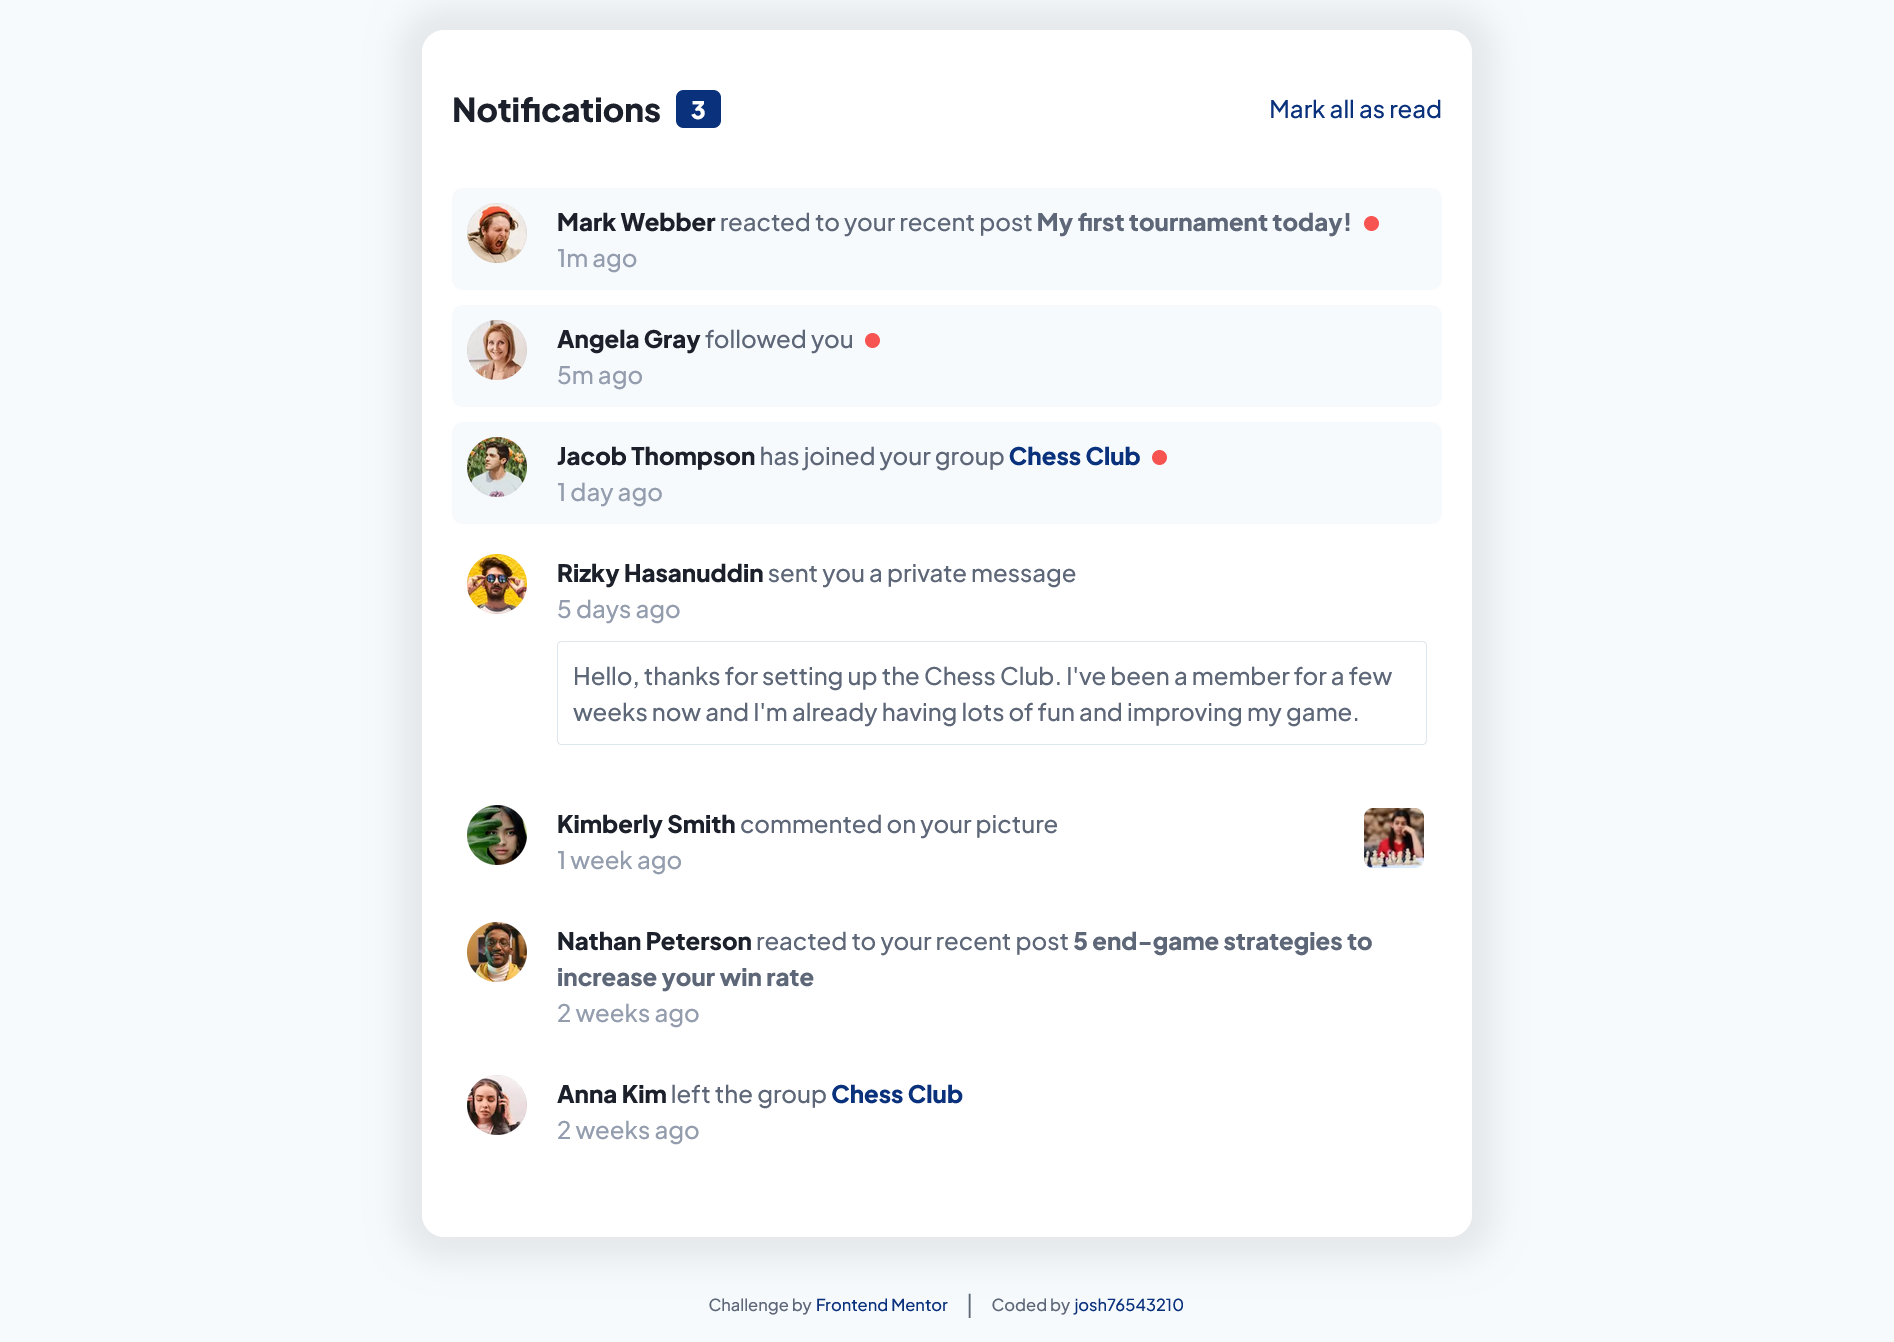 Notifications 3
Mark all as read
Mark Webber reacted to your recent post My first tournament today!
1m ago
Angela Gray followed you
5m ago
Jacob Thompson has joined your group Chess Club
1 day ago
Rizky Hasanuddin sent you a private message
5 days ago
Hello, thanks for setting up the Chess Club. I've been a member for a few
weeks now and I'm already having lots of fun and improving my game.
Kimberly Smith commented on your picture
1 week ago
Nathan Peterson reacted to your recent post 5 end-game strategies to
increase your win rate
2 weeks ago
Anna Kim left the group Chess Club
2 weeks ago
Challenge by Frontend Mentor | Coded by josh76543210